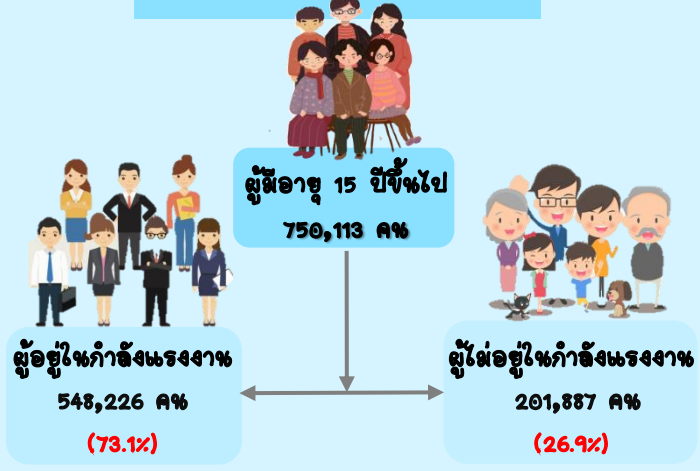 ผู้มีอายุ 15 ปีขึ้นไป
750,113 คน
ผู้อยู่ในกำลังแรงงาน
548,226 คน
(73.1%)
ผู้ไม่อยู่ในกำลังแรงงาน
201,887 คน
(26.9%)